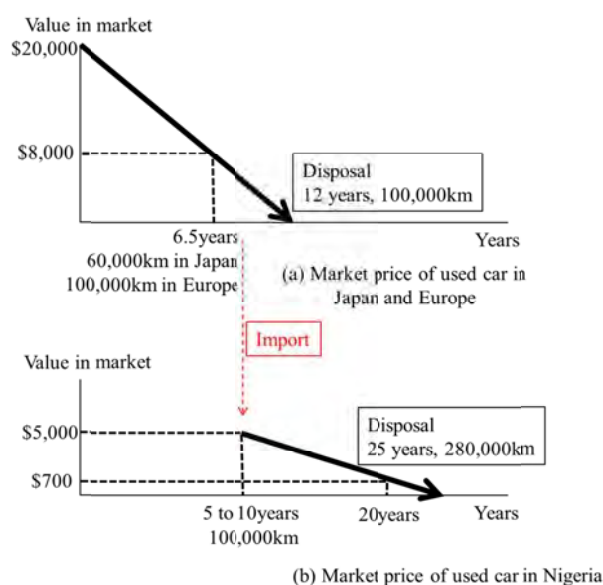 Value in market
$20,000
$8,000
Disposal
12 years, 100,000km
6.5years
60,000km in Japan
100,000km in Europe
Years
(a) Market price of used car in
Japan and Europe
Import
Value in market
$5,000
$700
Disposal
25 years, 280,000km
5 to 10years
100,000km
20years
Years
(b) Market price of used car in Nigeria